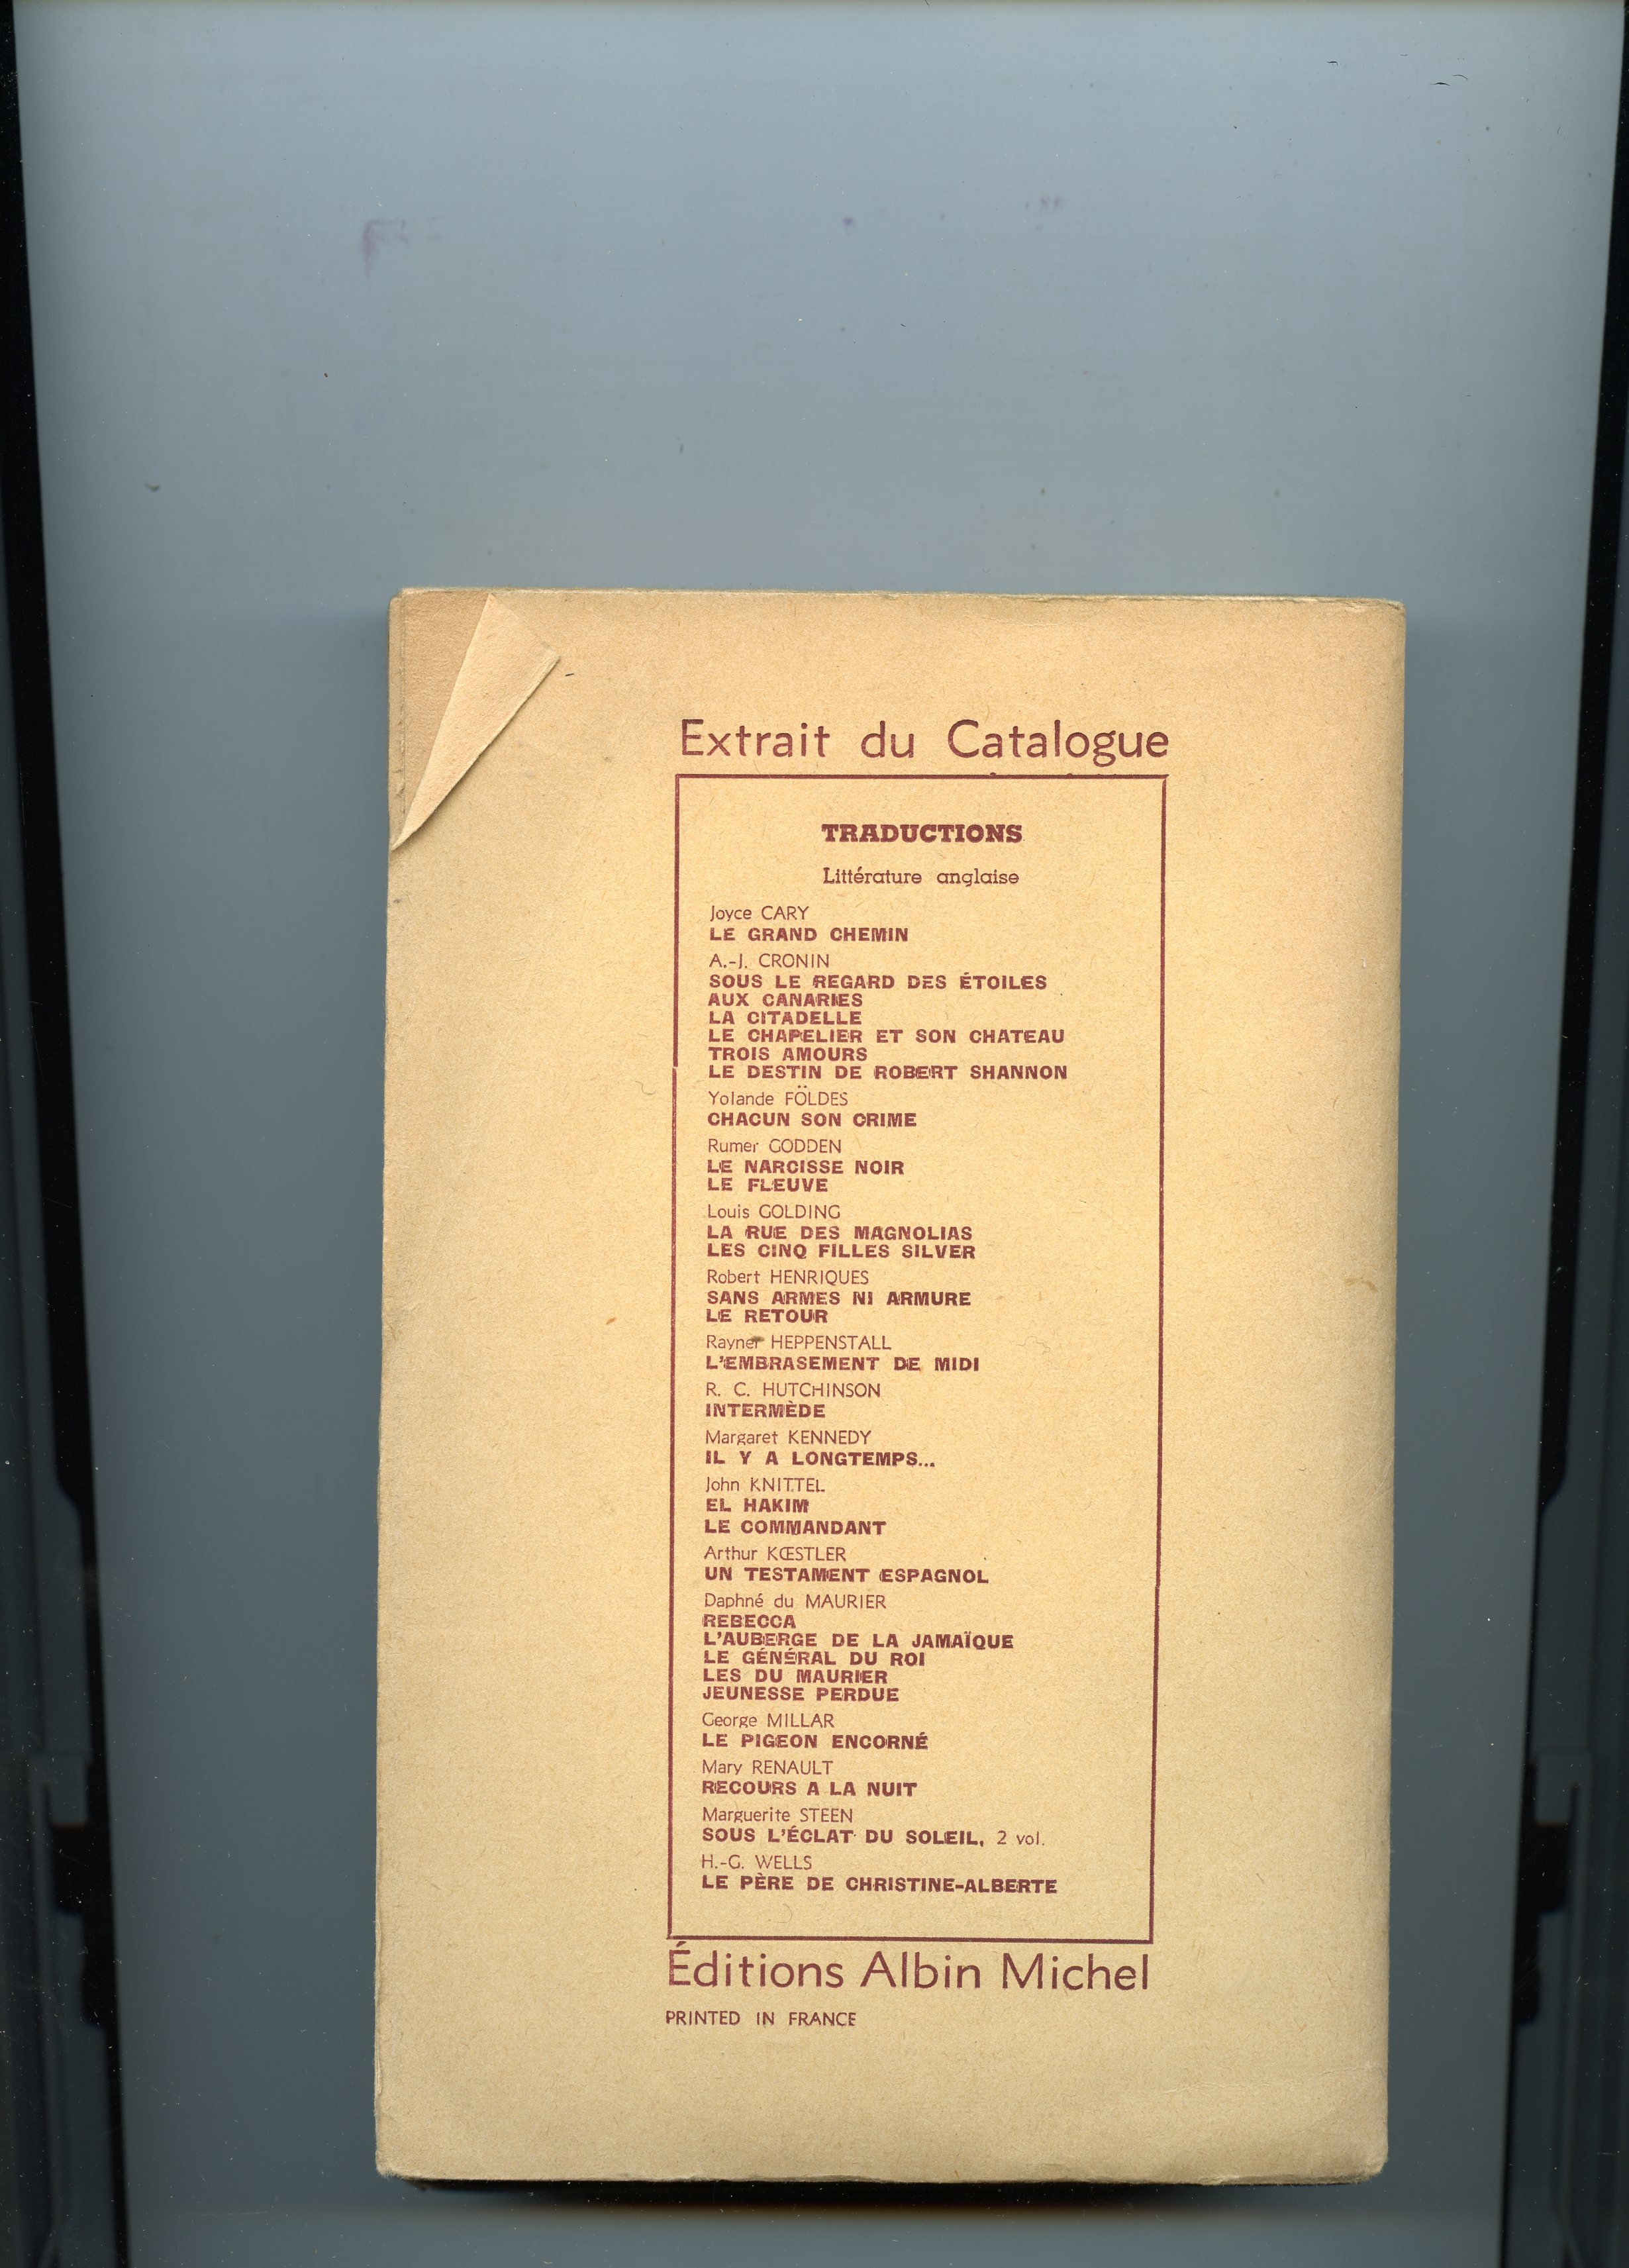 Extrait du Catalogue
TRADUCTIONS
Littérature anglaise
Joyce CARY
LE GRAND CHEMIN
A.-J. CRONIN
SOUS LE REGARD DES ÉTOILES
AUX CANARIES
LA CITADELLE
LE CHAPELIER ET SON CHATEAU
TROIS AMOURS
LE DESTIN DE ROBERT SHANNON
Yolande FÖLDES
CHACUN SON CRIME
Rumer GODDEN
LE NARCISSE NOIR
LE FLEUVE
Louis GOLDING
LA RUE DES MAGNOLIAS
LES CINQ FILLES SILVER
Robert HENRIQUES
SANS ARMES NI ARMURE
LE RETOUR
Rayner HEPPENSTALL
L'EMBRASEMENT DE MIDI
R. C. HUTCHINSON
INTERMÈDE
Margaret KENNEDY
IL Y A LONGTEMPS...
John KNITTEL
EL HAKIM
LE COMMANDANT
Arthur KŒSTLER
UN TESTAMENT ESPAGNOL
Daphné du MAURIER
REBECCA
L'AUBERGE DE LA JAMAÏQUE
LE GÉNÉRAL DU ROI
LES DU MAURIER
JEUNESSE PERDUE
George MILLAR
LE PIGEON ENCORNÉ
Mary RENAULT
RECOURS A LA NUIT
Marguerite STEEN
SOUS L'ÉCLAT DU SOLEIL, 2 vol.
H.-G. WELLS
LE PÈRE DE CHRISTINE-ALBERTE
Éditions Albin Michel
PRINTED IN FRANCE